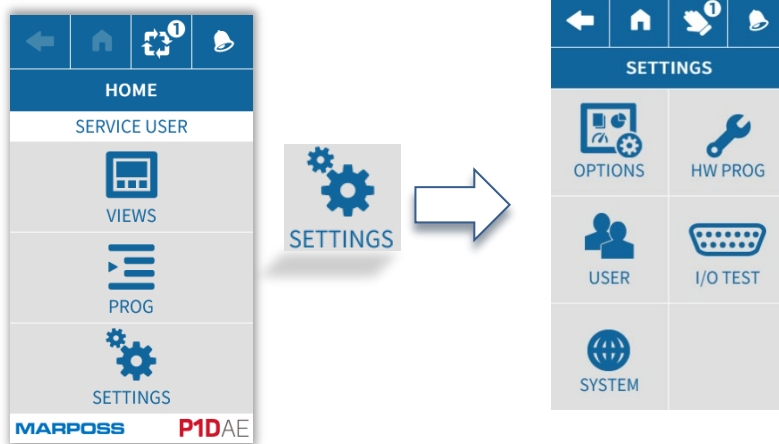 1
HOME
SERVICE USER
VIEWS
PROG
SETTINGS
MARPOSS P1DAE
SETTINGS
1
SETTINGS
OPTIONS HW PROG
USER I/O TEST
SYSTEM